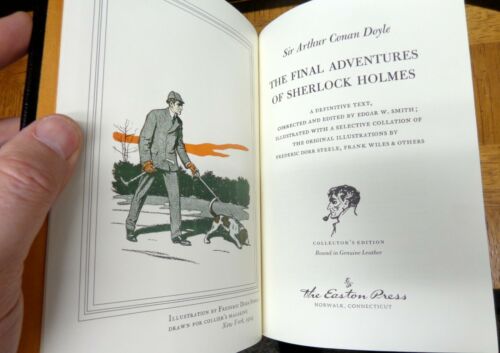 ILLUSTRATION BY FREDERIC DORR STEELE
DRAWN FOR COLLIER'S MAGAZINE
New York, 1904
Sir Arthur Conan Doyle
THE FINAL ADVENTURES
OF SHERLOCK HOLMES
A DEFINITIVE TEXT,
CORRECTED AND EDITED BY EDGAR W. SMITH;
ILLUSTRATED WITH A SELECTIVE COLLATION OF
THE ORIGINAL ILLUSTRATIONS BY
FREDERIC DORR STEELE, FRANK WILES & OTHERS
COLLECTOR'S EDITION
Bound in Genuine Leather
The Easton Press
NORWALK, CONNECTICUT